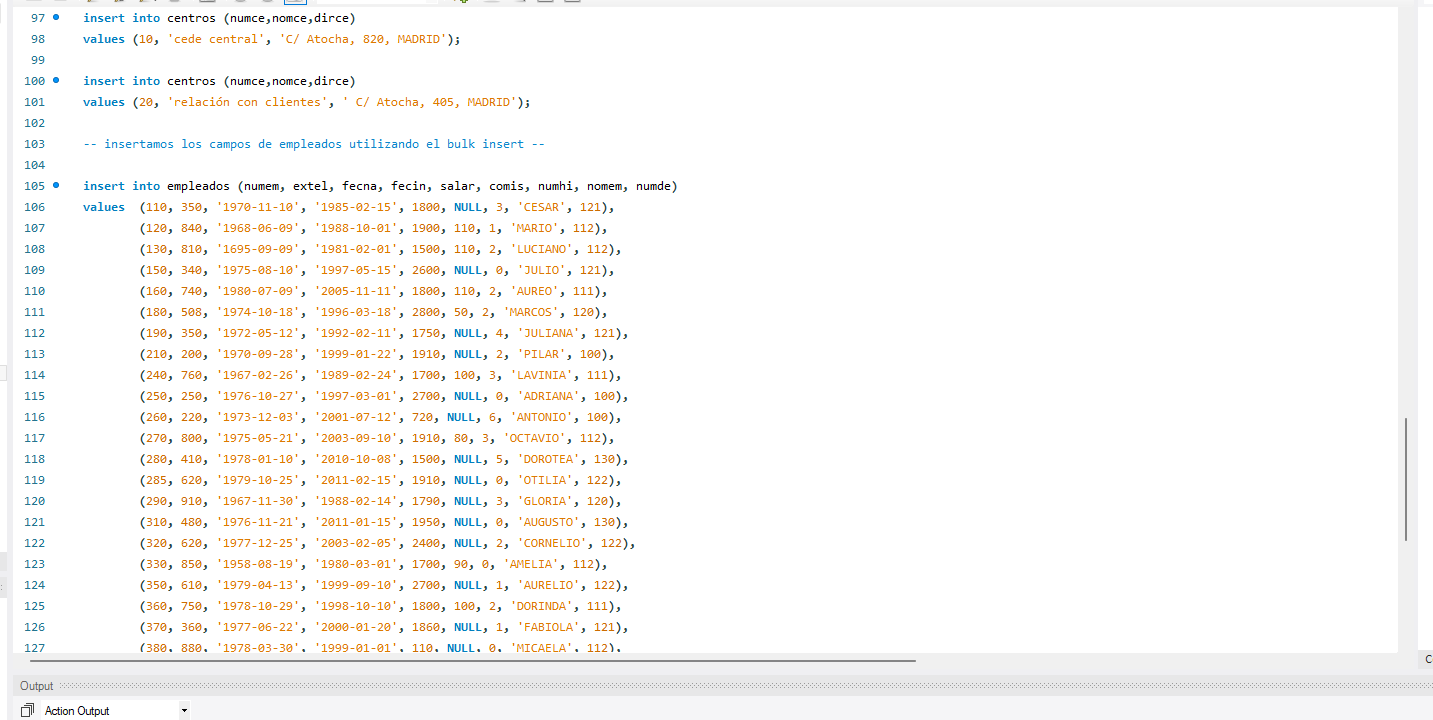 97 insert into centros (numce,nomce,dirce)
98 values (10, 'cede central', 'C/ Atocha, 820, MADRID');
99
100 insert into centros (numce,nomce,dirce)
101 values (20, 'relación con clientes', ' C/ Atocha, 405, MADRID');
102
103 -- insertamos los campos de empleados utilizando el bulk insert --
104
105 insert into empleados (numem, extel, fecna, fecin, salar, comis, numhi, nomem, numde)
106 values (110, 350, '1970-11-10', '1985-02-15', 1800, NULL, 3, 'CESAR', 121),
107 (120, 840, '1968-06-09', '1988-10-01', 1900, 110, 1, 'MARIO', 112),
108 (130, 810, '1695-09-09', '1981-02-01', 1500, 110, 2, 'LUCIANO', 112),
109 (150, 340, '1975-08-10', '1997-05-15', 2600, NULL, 0, 'JULIO', 121),
110 (160, 740, '1980-07-09', '2005-11-11', 1800, 110, 2, 'AUREO', 111),
111 (180, 508, '1974-10-18', '1996-03-18', 2800, 50, 2, 'MARCOS', 120),
112 (190, 350, '1972-05-12', '1992-02-11', 1750, NULL, 4, 'JULIANA', 121),
113 (210, 200, '1970-09-28', '1999-01-22', 1910, NULL, 2, 'PILAR', 100),
114 (240, 760, '1967-02-26', '1989-02-24', 1700, 100, 3, 'LAVINIA', 111),
115 (250, 250, '1976-10-27', '1997-03-01', 2700, NULL, 0, 'ADRIANA', 100),
116 (260, 220, '1973-12-03', '2001-07-12', 720, NULL, 6, 'ANTONIO', 100),
117 (270, 800, '1975-05-21', '2003-09-10', 1910, 80, 3, 'OCTAVIO', 112),
118 (280, 410, '1978-01-10', '2010-10-08', 1500, NULL, 5, 'DOROTEA', 130),
119 (285, 620, '1979-10-25', '2011-02-15', 1910, NULL, 0, 'OTILIA', 122),
120 (290, 910, '1967-11-30', '1988-02-14', 1790, NULL, 3, 'GLORIA', 120),
121 (310, 480, '1976-11-21', '2011-01-15', 1950, NULL, 0, 'AUGUSTO', 130),
122 (320, 620, '1977-12-25', '2003-02-05', 2400, NULL, 2, 'CORNELIO', 122),
123 (330, 850, '1958-08-19', '1980-03-01', 1700, 90, 0, 'AMELIA', 112),
124 (350, 610, '1979-04-13', '1999-09-10', 2700, NULL, 1, 'AURELIO', 122),
125 (360, 750, '1978-10-29', '1998-10-10', 1800, 100, 2, 'DORINDA', 111),
126 (370, 360, '1977-06-22', '2000-01-20', 1860, NULL, 1, 'FABIOLA', 121),
127 (380, 880, '1978-03-30', '1999-01-01', 110, NULL, 0, 'MICAELA', 112),
Output
Action Output